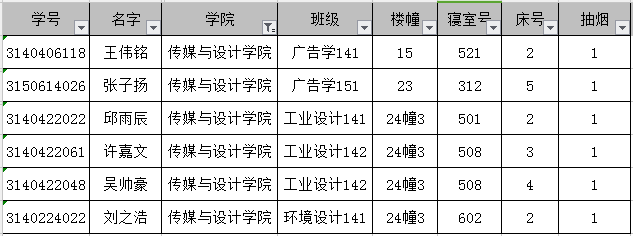 学号 名字 学院 班级 楼幢 寝室号 床号 抽烟
3140406118 王伟铭 传媒与设计学院 广告学141 15 521 2 1
3150614026 张子扬 传媒与设计学院 广告学151 23 312 5 1
3140422022 邱雨辰 传媒与设计学院 工业设计141 24幢3 501 2 1
3140422061 许嘉文 传媒与设计学院 工业设计142 24幢3 508 3 1
3140422048 吴帅豪 传媒与设计学院 工业设计142 24幢3 508 4 1
3140224022 刘之浩 传媒与设计学院 环境设计141 24幢3 602 2 1